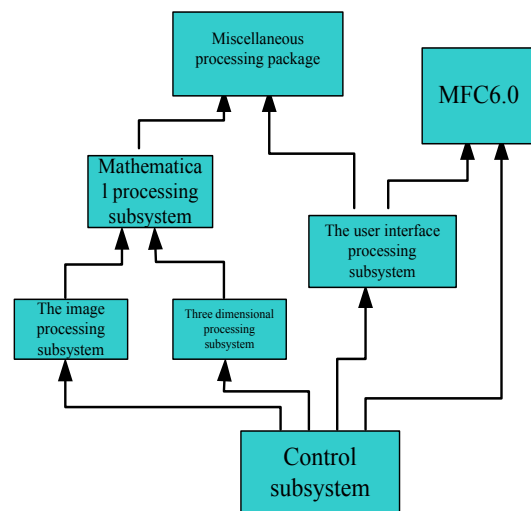 Miscellaneous
processing package
MFC6.0
Mathematica
l processing
subsystem
The user interface
processing
subsystem
The image
processing
subsystem
Three dimensional
processing
subsystem
Control
subsystem